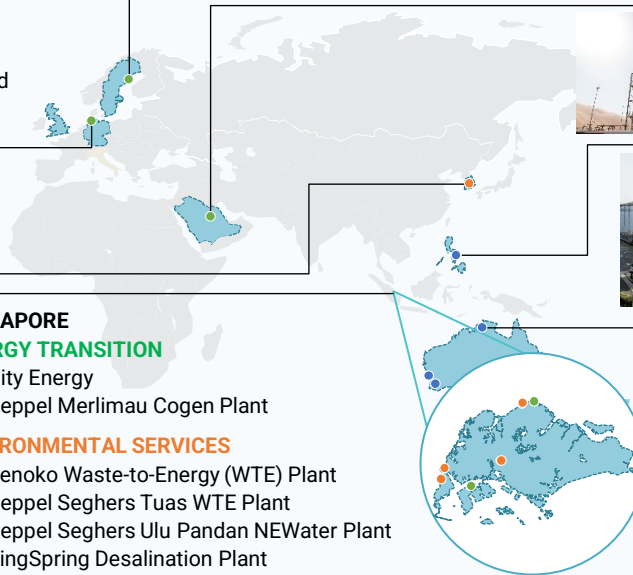 d
APORE
RGY TRANSITION
ity Energy
eppel Merlimau Cogen Plant
RONMENTAL SERVICES
enoko Waste-to-Energy (WTE) Plant
eppel Seghers Tuas WTE Plant
eppel Seghers Ulu Pandan NEWater Plant
ingSpring Desalination Plant